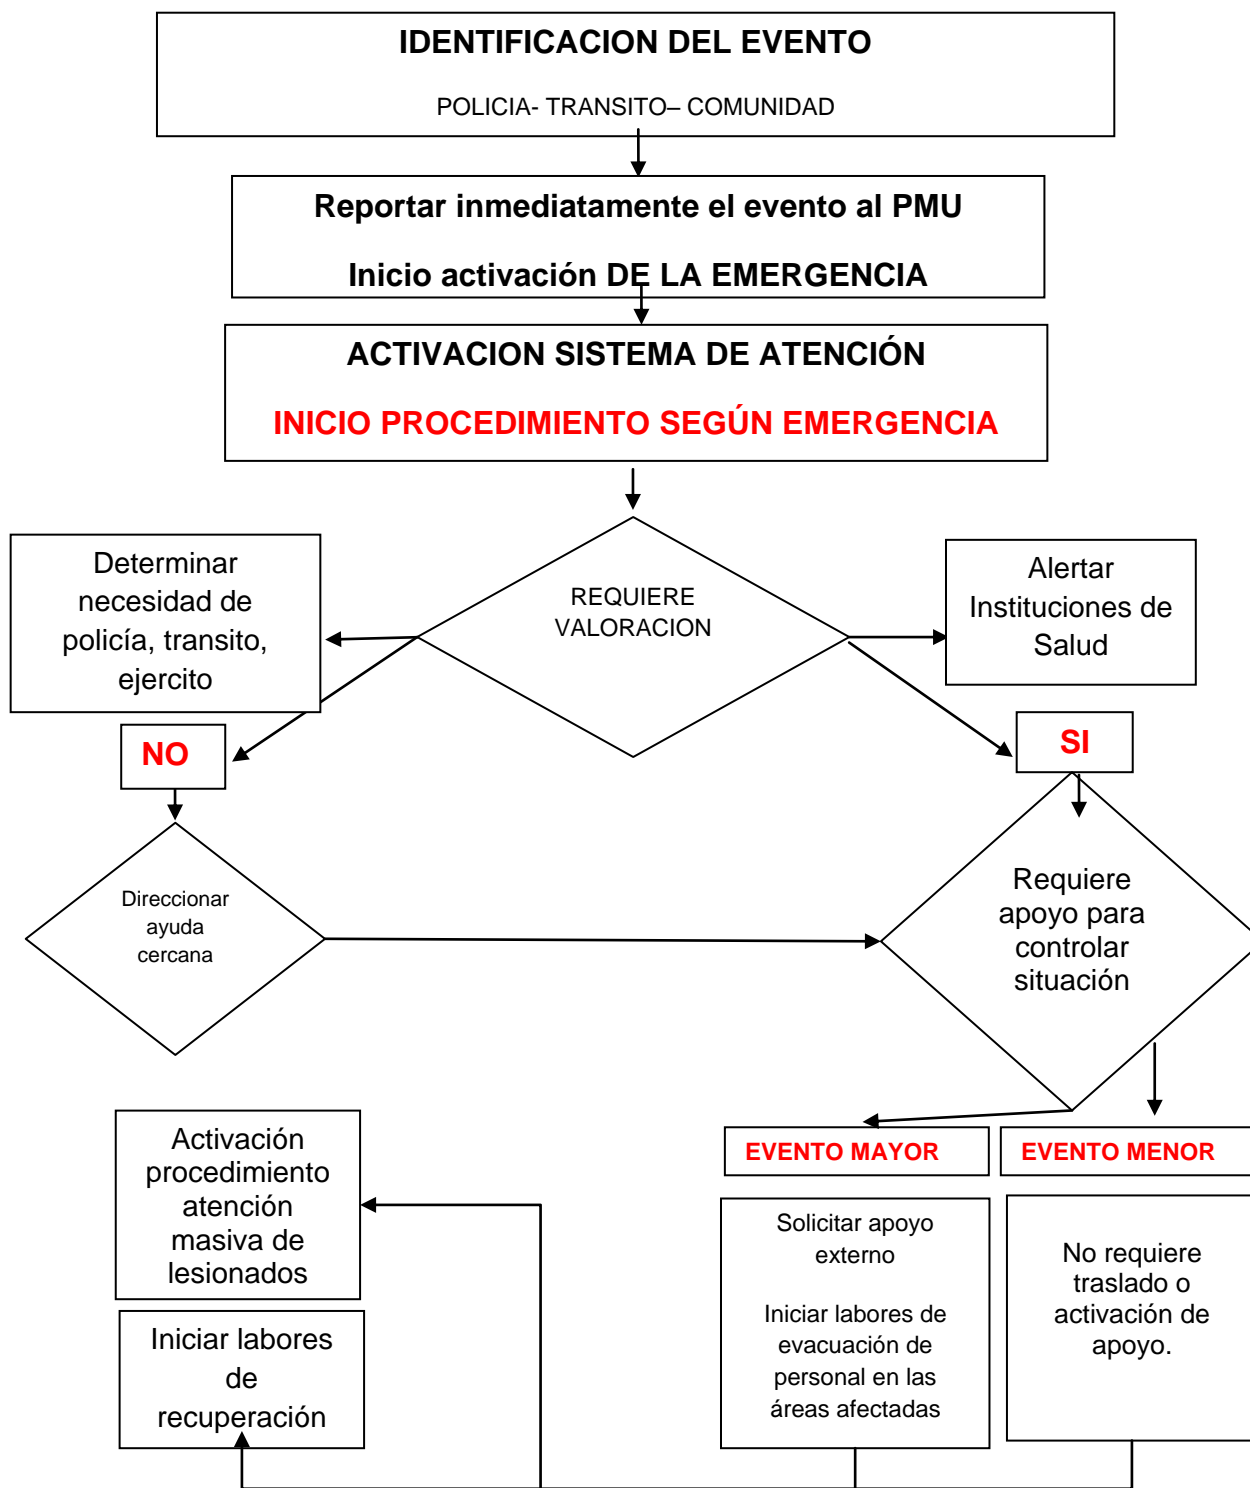 IDENTIFICACION DEL EVENTO
POLICIA- TRANSITO– COMUNIDAD
Reportar inmediatamente el evento al PMU
Inicio activación DE LA EMERGENCIA
ACTIVACION SISTEMA DE ATENCIÓN
INICIO PROCEDIMIENTO SEGÚN EMERGENCIA
Determinar
necesidad de
policía, transito,
ejercito
REQUIERE
VALORACION
Alertar
Instituciones de
Salud
NO
SI
Direccionar
ayuda
cercana
Requiere
apoyo para
controlar
situación
EVENTO MAYOR
EVENTO MENOR
Activación
procedimiento
atención
masiva de
lesionados
Solicitar apoyo
externo
Iniciar labores de
evacuación de
personal en las
áreas afectadas
No requiere
traslado o
activación de
apoyo.
Iniciar labores
de
recuperación